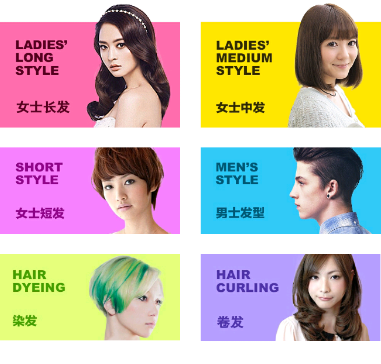 LADIES'
LONG
STYLE
女士长发
LADIES'
MEDIUM
STYLE
女士中发
SHORT
STYLE
女士短发
MEN'S
STYLE
男士发型
HAIR
DYEING
染发
HAIR
CURLING
卷发